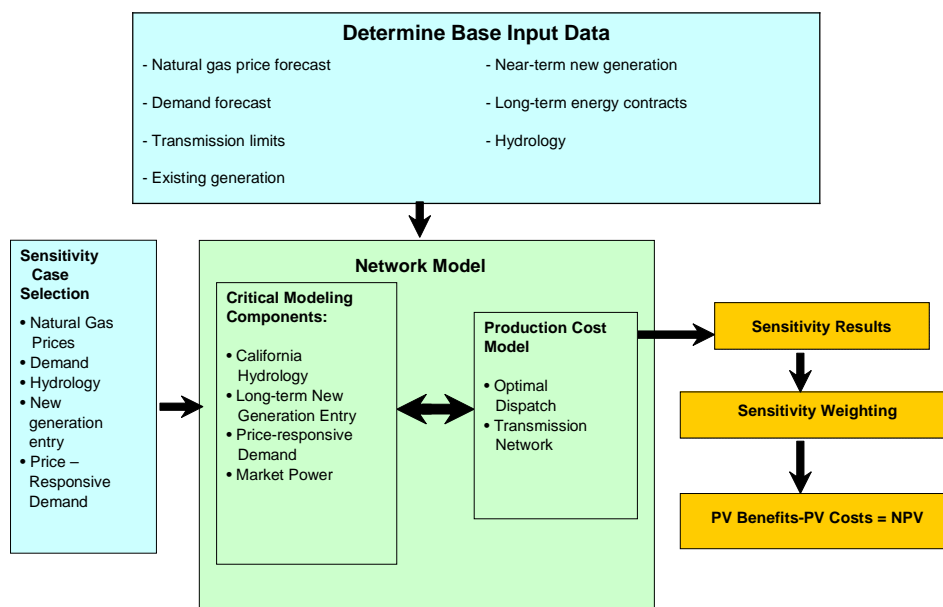 Determine Base Input Data
- Natural gas price forecast
- Demand forecast
- Transmission limits
- Existing generation
- Near-term new generation
- Long-term energy contracts
- Hydrology
Sensitivity
Case
Selection
• Natural Gas
Prices
• Demand
• Hydrology
• New
generation
entry
• Price –
Responsive
Demand
Network Model
Critical Modeling
Components:
• California
Hydrology
• Long-term New
Generation Entry
• Price-responsive
Demand
• Market Power
Production Cost
Model
• Optimal
Dispatch
• Transmission
Network
Sensitivity Results
Sensitivity Weighting
PV Benefits-PV Costs = NPV